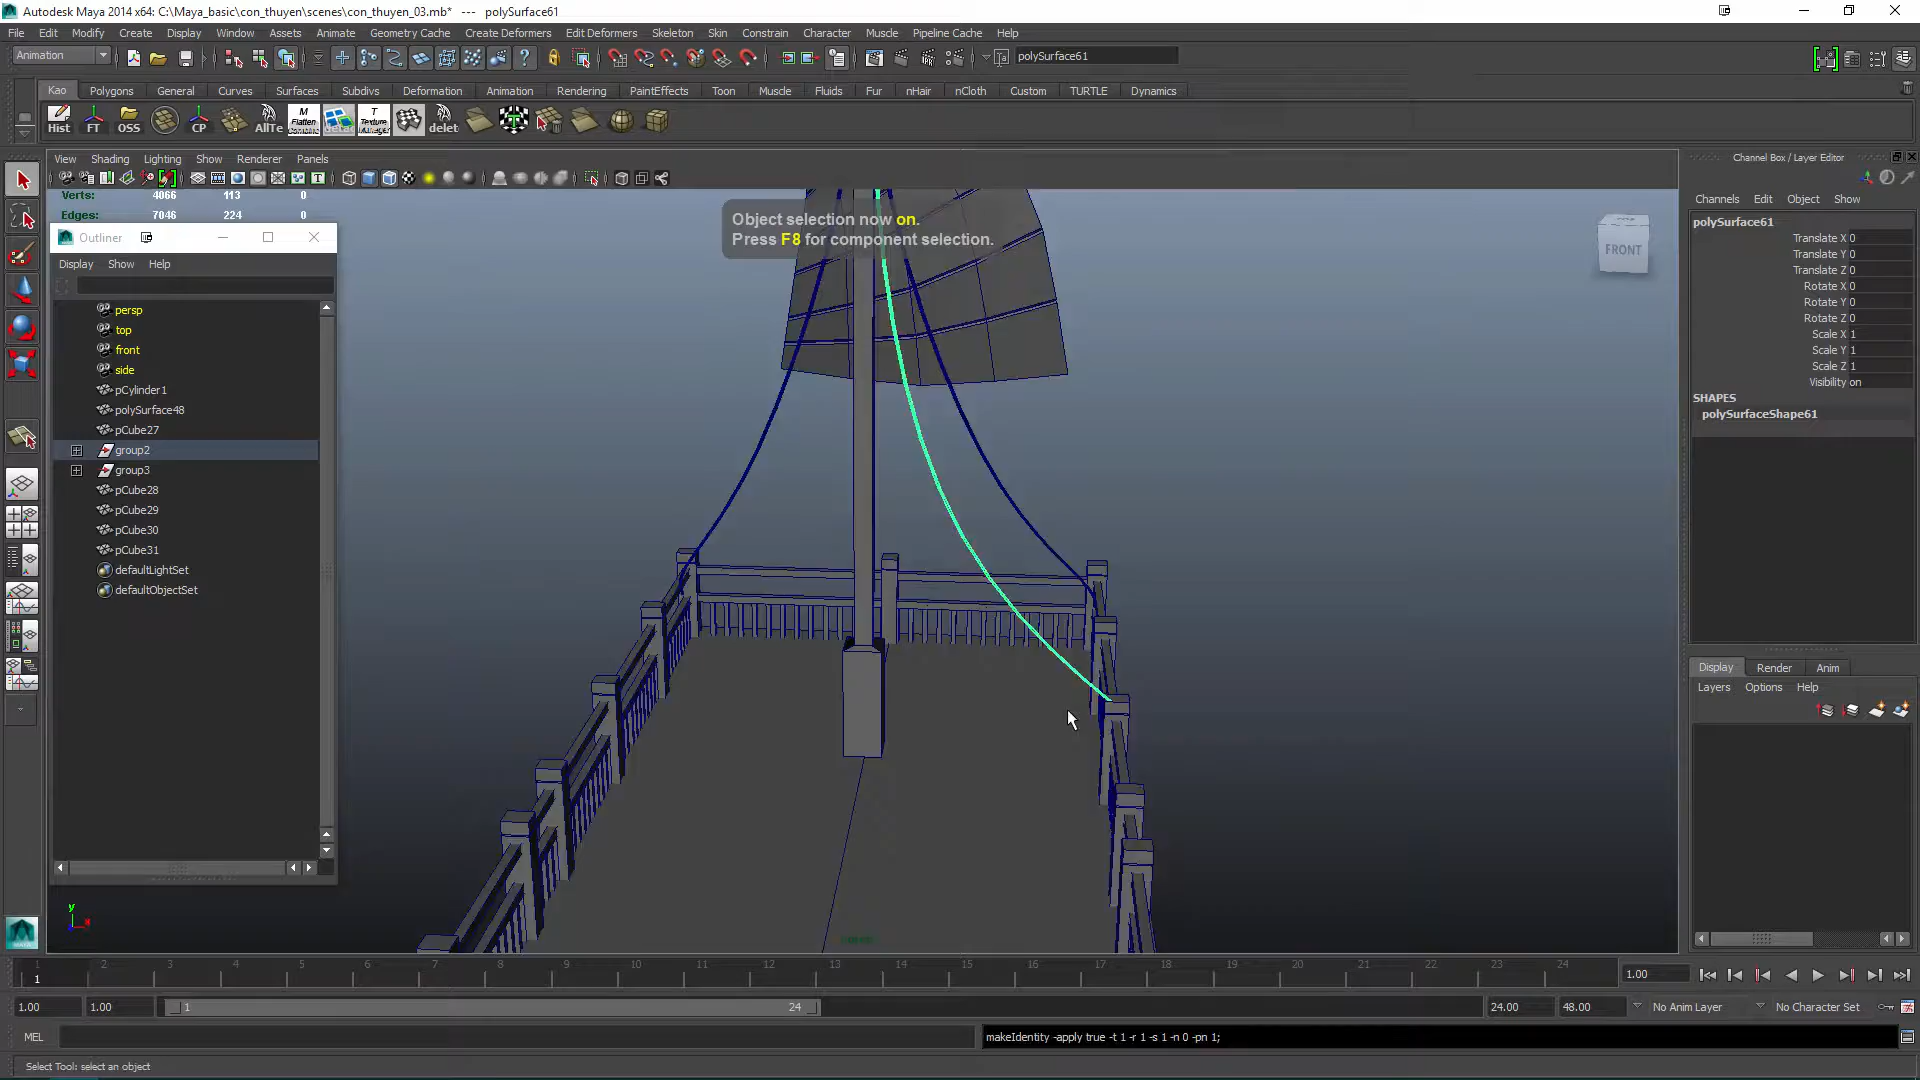 Autodesk Maya 2014 x64: C:\Maya_basic\con_thuyen\scenes\con_thuyen_03.mb* --- polySurface61
File Edit Modify Create Display Window Assets Animate Geometry Cache Create Deformers Edit Deformers Skeleton Skin Constrain Character Muscle Pipeline Cache Help
Animation polySurface61
Kao Polygons General Curves Surfaces Subdivs Deformation Animation Rendering PaintEffects Toon Muscle Fluids Fur nHair nCloth Custom TURTLE Dynamics
Hist FT OSS CP AllTe M Flatten Combine T Texture Manager delet
View Shading Lighting Show Renderer Panels
Channel Box / Layer Editor
Channels Edit Object Show
Verts: 4066 113 0
Edges: 7046 224 0
Object selection now on.
Press F8 for component selection.
FRONT
Outliner
Display Show Help
persp
top
front
side
pCylinder1
polySurface48
pCube27
group2
group3
pCube28
pCube29
pCube30
pCube31
defaultLightSet
defaultObjectSet
y
x
polySurface61
Translate X 0
Translate Y 0
Translate Z 0
Rotate X 0
Rotate Y 0
Rotate Z 0
Scale X 1
Scale Y 1
Scale Z 1
Visibility on
SHAPES
polySurfaceShape61
Display Render Anim
Layers Options Help
persp
1 2 3 4 5 6 7 8 9 10 11 12 13 14 15 16 17 18 19 20 21 22 23 24
1 1.00
1.00 1.00 1 24 24.00 48.00 No Anim Layer No Character Set
MEL makeIdentity -apply true -t 1 -r 1 -s 1 -n 0 -pn 1;
Select Tool: select an object